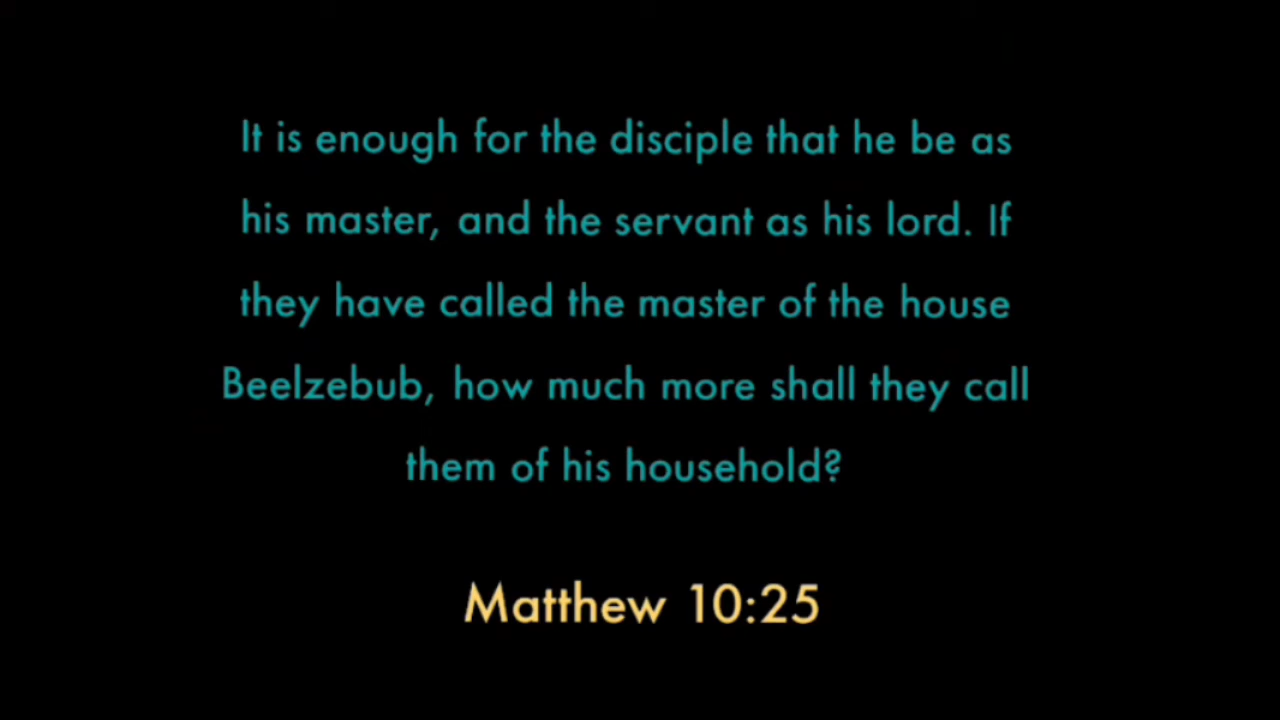 It is enough for the disciple that he be as
his master, and the servant as his lord. If
they have called the master of the house
Beelzebub, how much more shall they call
them of his household?
Matthew 10:25